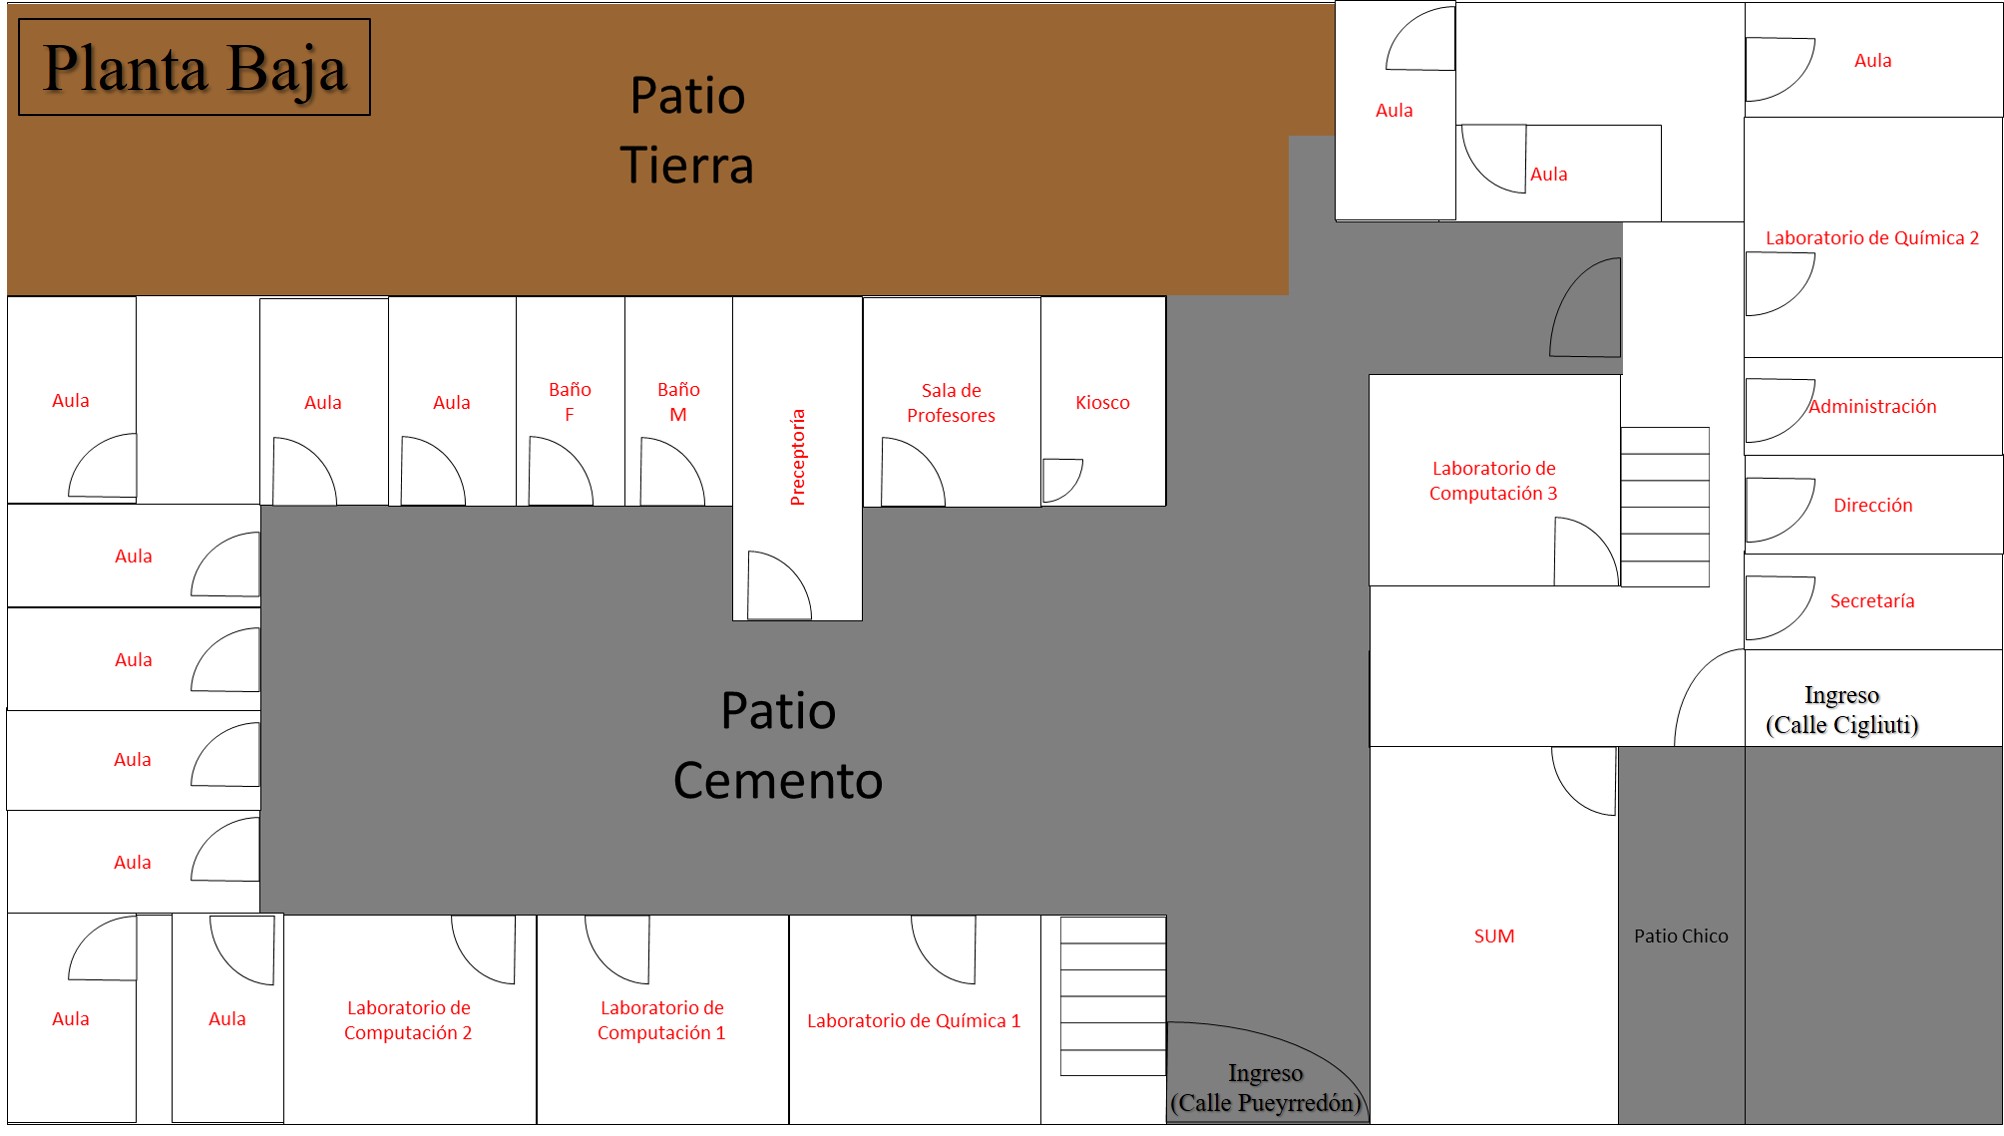 Planta Baja
Patio
Tierra
Aula
Aula
Aula
Laboratorio de Química 2
Aula
Aula
Aula
Baño
F
Baño
M
Preceptoría
Sala de
Profesores
Kiosco
Administración
Laboratorio de
Computación 3
Dirección
Aula
Secretaría
Aula
Patio
Cemento
Ingreso
(Calle Cigliuti)
Aula
Aula
SUM
Patio Chico
Aula
Aula
Laboratorio de
Computación 2
Laboratorio de
Computación 1
Laboratorio de Química 1
Ingreso
(Calle Pueyrredón)